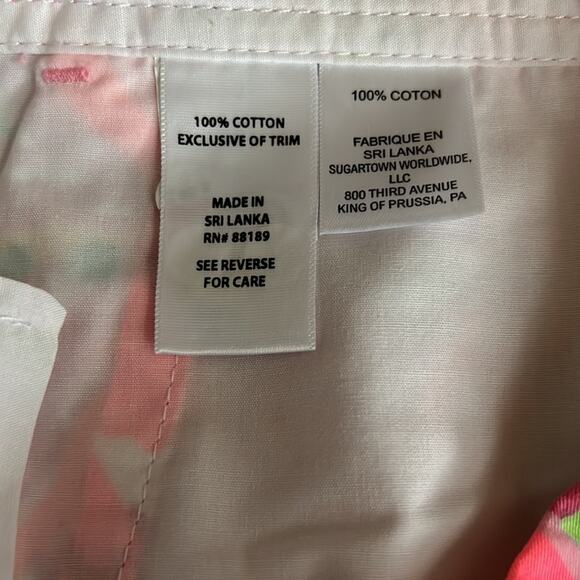 100% COTTON
EXCLUSIVE OF TRIM
MADE IN
SRI LANKA
RN# 88189
SEE REVERSE
FOR CARE
100% COTON
FABRIQUE EN
SRI LANKA
SUGARTOWN WORLDWIDE,
LLC
800 THIRD AVENUE
KING OF PRUSSIA, PA